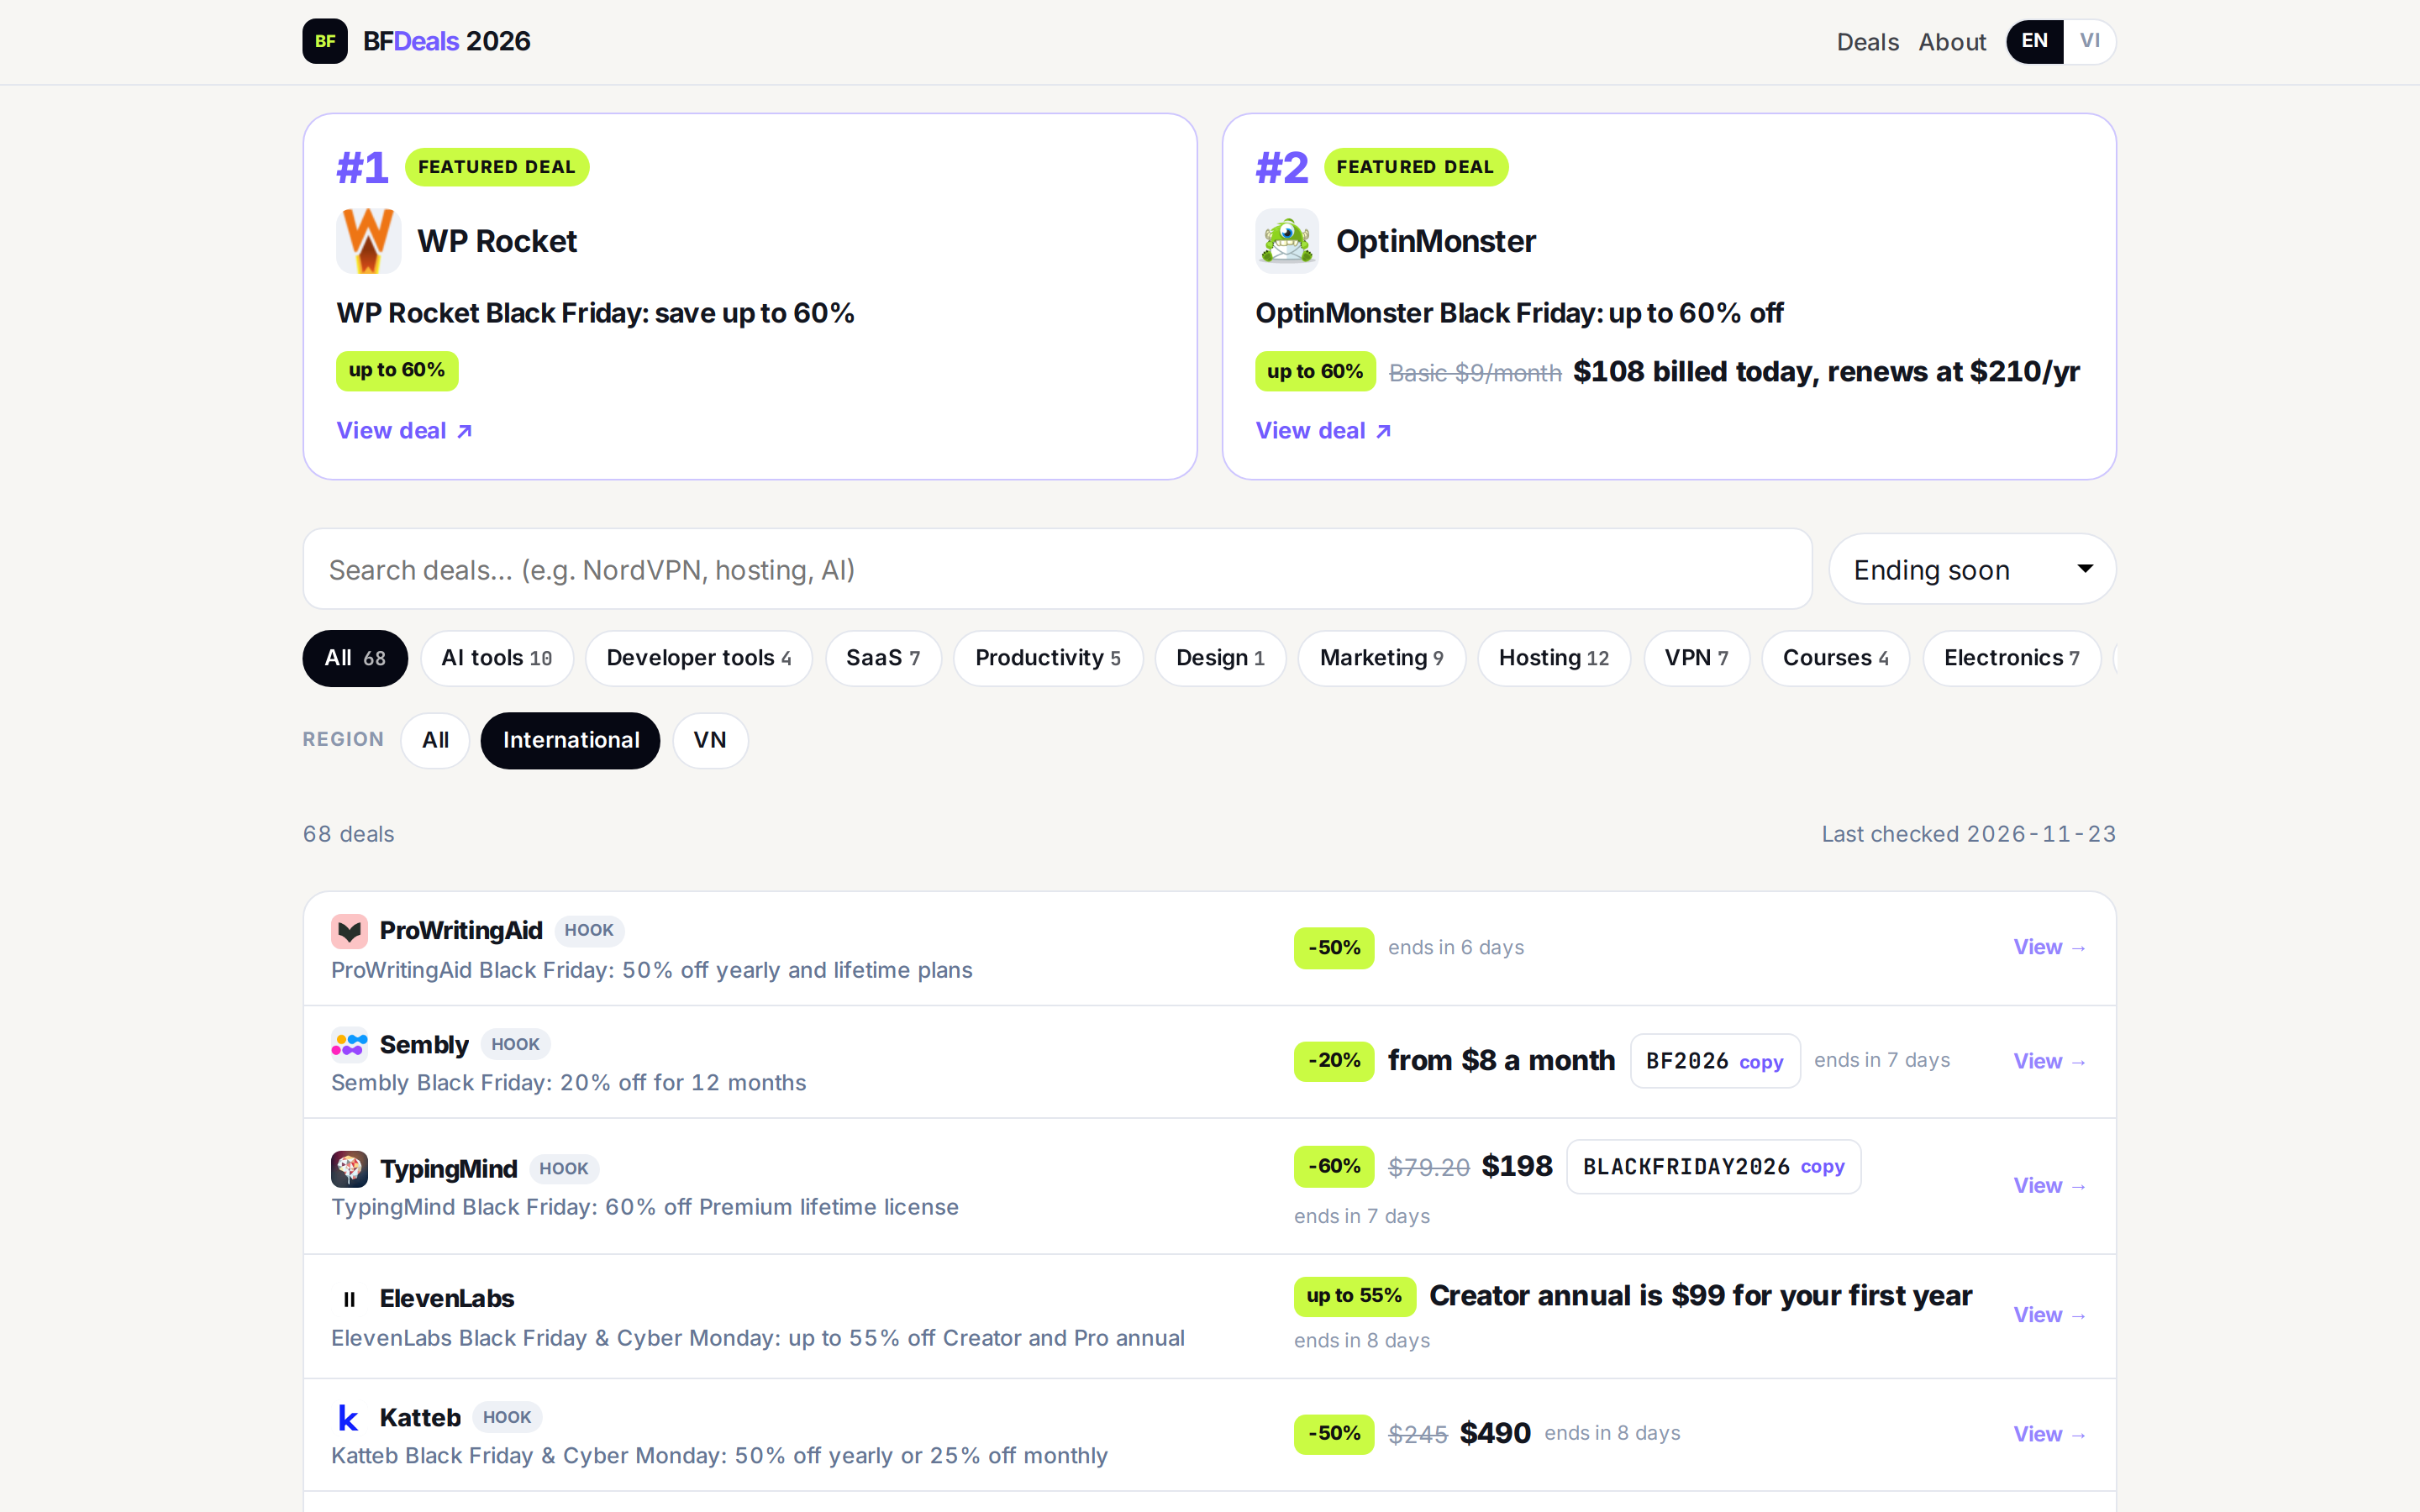 BF BFDeals 2026
Deals About EN VI
#1 FEATURED DEAL
WP Rocket
WP Rocket Black Friday: save up to 60%
up to 60%
View deal ↗
#2 FEATURED DEAL
OptinMonster
OptinMonster Black Friday: up to 60% off
up to 60% Basic $9/month $108 billed today, renews at $210/yr
View deal ↗
Search deals... (e.g. NordVPN, hosting, AI)
Ending soon
All 68 AI tools 10 Developer tools 4 SaaS 7 Productivity 5 Design 1 Marketing 9 Hosting 12 VPN 7 Courses 4 Electronics 7
REGION All International VN
68 deals
Last checked 2026-11-23
ProWritingAid HOOK
ProWritingAid Black Friday: 50% off yearly and lifetime plans
-50% ends in 6 days
View →
Sembly HOOK
Sembly Black Friday: 20% off for 12 months
-20% from $8 a month BF2026 copy ends in 7 days
View →
TypingMind HOOK
TypingMind Black Friday: 60% off Premium lifetime license
-60% $79.20 $198 BLACKFRIDAY2026 copy
ends in 7 days
View →
ElevenLabs
ElevenLabs Black Friday & Cyber Monday: up to 55% off Creator and Pro annual
up to 55% Creator annual is $99 for your first year
ends in 8 days
View →
Katteb HOOK
Katteb Black Friday & Cyber Monday: 50% off yearly or 25% off monthly
-50% $245 $490 ends in 8 days
View →